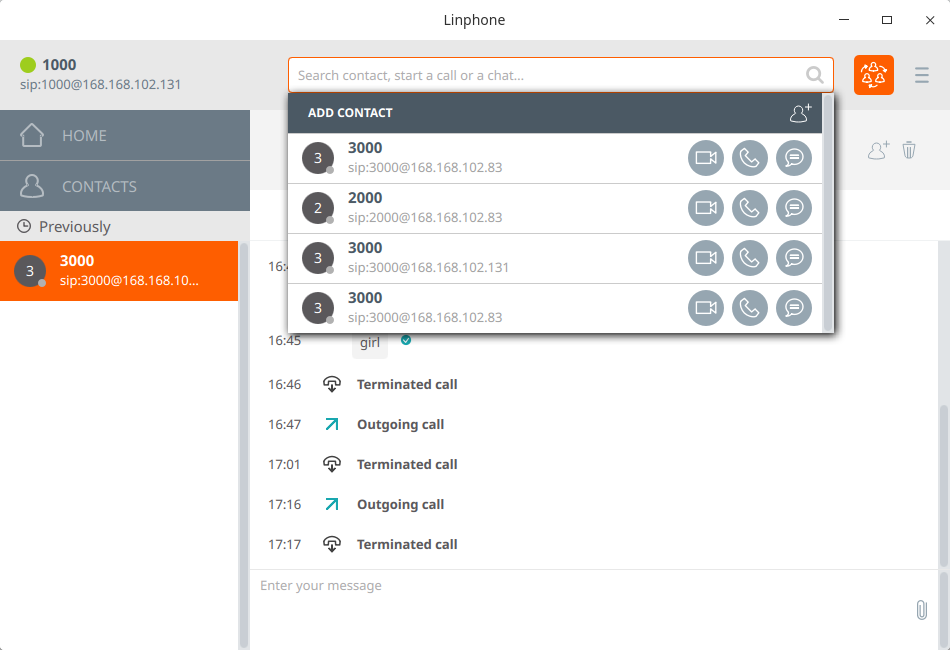 Linphone
1000
sip:1000@168.168.102.131
Search contact, start a call or a chat...
ADD CONTACT
3
3000
sip:3000@168.168.102.83
2
2000
sip:2000@168.168.102.83
3
3000
sip:3000@168.168.102.131
3
3000
sip:3000@168.168.102.83
HOME
CONTACTS
Previously
3
3000
sip:3000@168.168.10...
16:45 girl
16:46 Terminated call
16:47 Outgoing call
17:01 Terminated call
17:16 Outgoing call
17:17 Terminated call
Enter your message